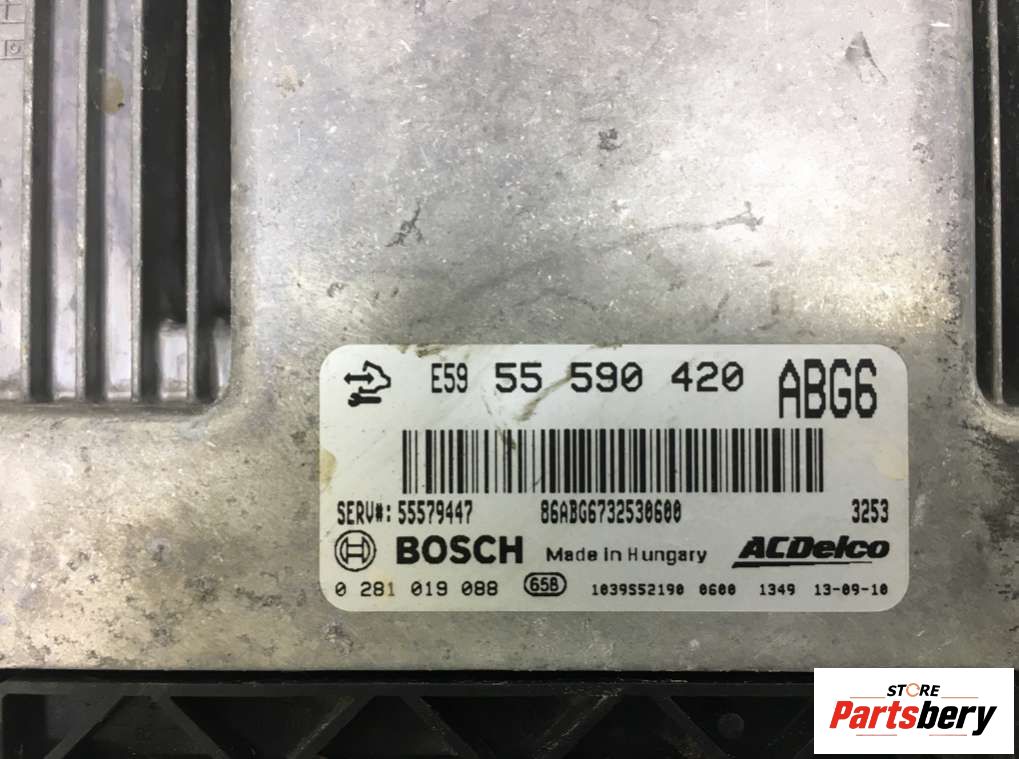 E59 55 590 420 ABG6
SERV#: 55579447 86ABG6732530600 3253
BOSCH Made in Hungary ACDelco
0 281 019 088 65B 1039S52190 0600 1349 13-09-10
STORE
Partsbery